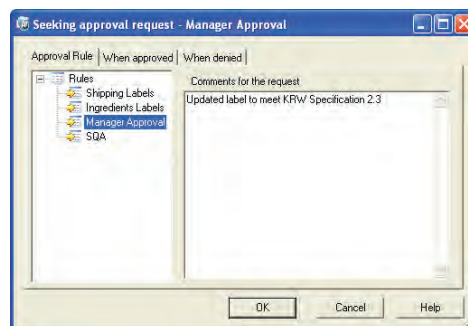 Seeking approval request - Manager Approval
Approval Rule When approved When denied
Rules
Shipping Labels
Ingredients Labels
Manager Approval
SQA
Comments for the request
Updated label to meet KRW Specification 2.3
OK Cancel Help